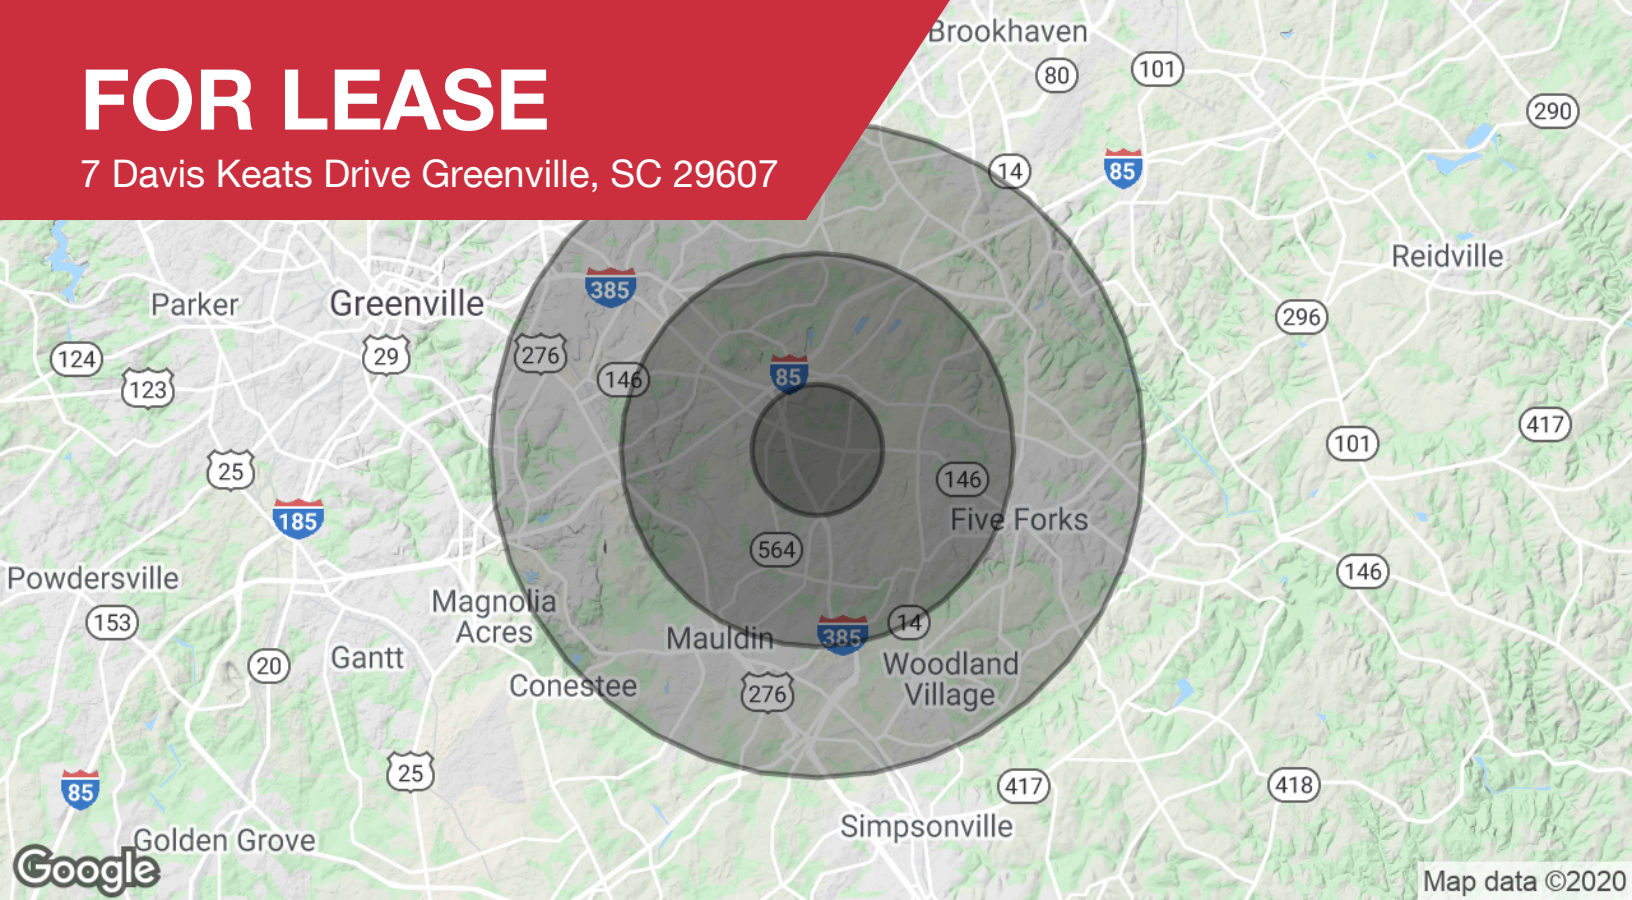 FOR LEASE
7 Davis Keats Drive Greenville, SC 29607
Brookhaven
80
101
290
14
85
Reidville
385
Parker
Greenville
296
124
29
276
123
146
85
417
101
25
146
185
Five Forks
564
Powdersville
146
Magnolia
Acres
153
14
Mauldin
385
Gantt
20
Woodland
Village
Conestee
276
25
85
417
418
Golden Grove
Simpsonville
Google
Map data ©2020